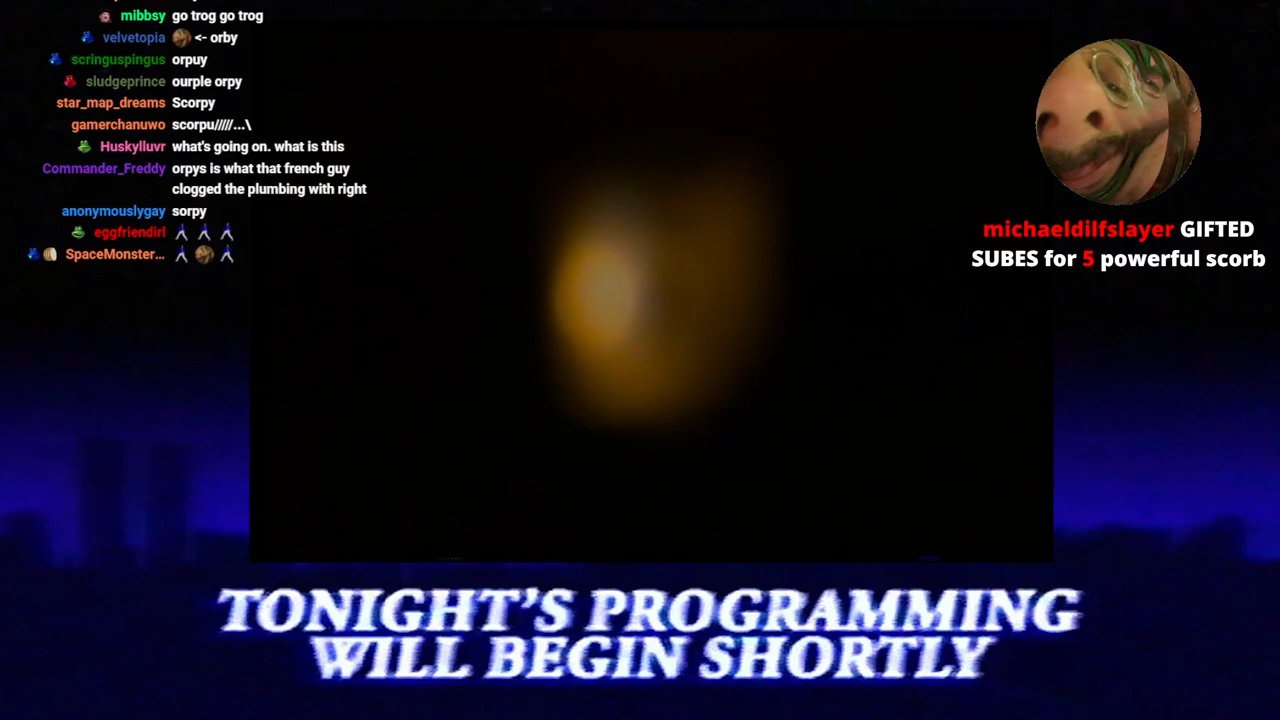 mibbsy go trog go trog
velvetopia <- orby
scringuspingus orpuy
sludgeprince ourple orpy
star_map_dreams Scorpy
gamerchanuwo scorpu/////...\
Huskylluvr what's going on. what is this
Commander_Freddy orpys is what that french guy
clogged the plumbing with right
anonymouslygay sorpy
eggfriendirl
SpaceMonster...
michaeldilfslayer GIFTED
SUBES for 5 powerful scorb
TONIGHT'S PROGRAMMING
WILL BEGIN SHORTLY